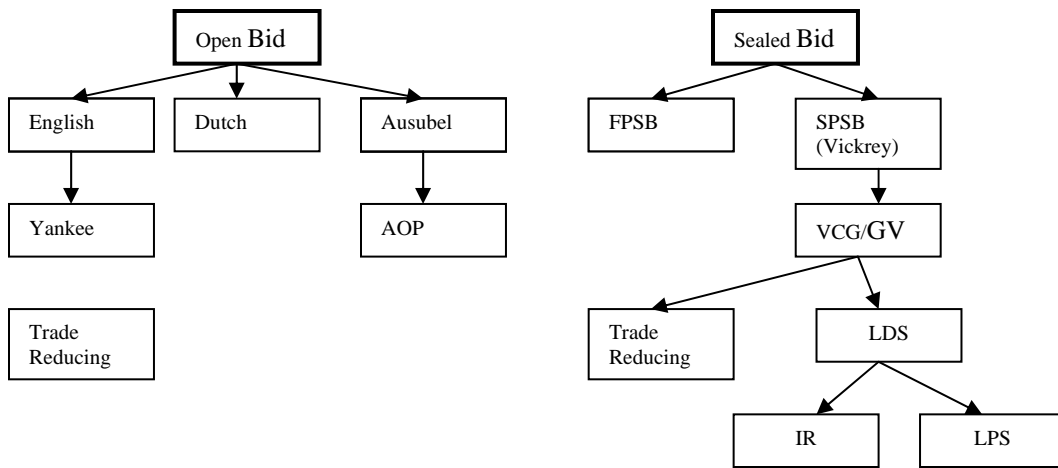 Open Bid
Sealed Bid
English
Dutch
Ausubel
FPSB
SPSB
(Vickrey)
Yankee
AOP
VCG/GV
Trade
Reducing
Trade
Reducing
LDS
IR
LPS